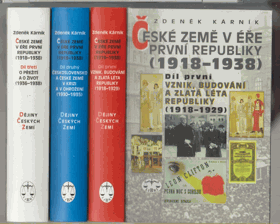 Zdeněk Kárník
ČESKÉ ZEMĚ
V ÉŘE
PRVNÍ REPUBLIKY
(1918-1938)
Díl třetí
O PŘEŽITÍ
A O ŽIVOT
(1936-1938)
DĚJINY
ČESKÝCH
ZEMÍ
Zdeněk Kárník
ČESKÉ ZEMĚ
V ÉŘE
PRVNÍ REPUBLIKY
(1918-1938)
Díl druhý
ČESKOSLOVENSKO
A ČESKÉ ZEMĚ
V KRIZI
A V OHROŽENÍ
(1930-1935)
DĚJINY
ČESKÝCH
ZEMÍ
Zdeněk Kárník
ČESKÉ ZEMĚ
V ÉŘE
PRVNÍ REPUBLIKY
(1918-1938)
Díl první
VZNIK, BUDOVÁNÍ
A ZLATÁ LÉTA
REPUBLIKY
(1918-1929)
DĚJINY
ČESKÝCH
ZEMÍ
ZDENĚK KÁRNÍK
ČESKÉ ZEMĚ V ÉŘE
PRVNÍ REPUBLIKY
(1918-1938)
Díl první
VZNIK, BUDOVÁNÍ
A ZLATÁ LÉTA
REPUBLIKY
(1918-1929)
LEON CLIFTON